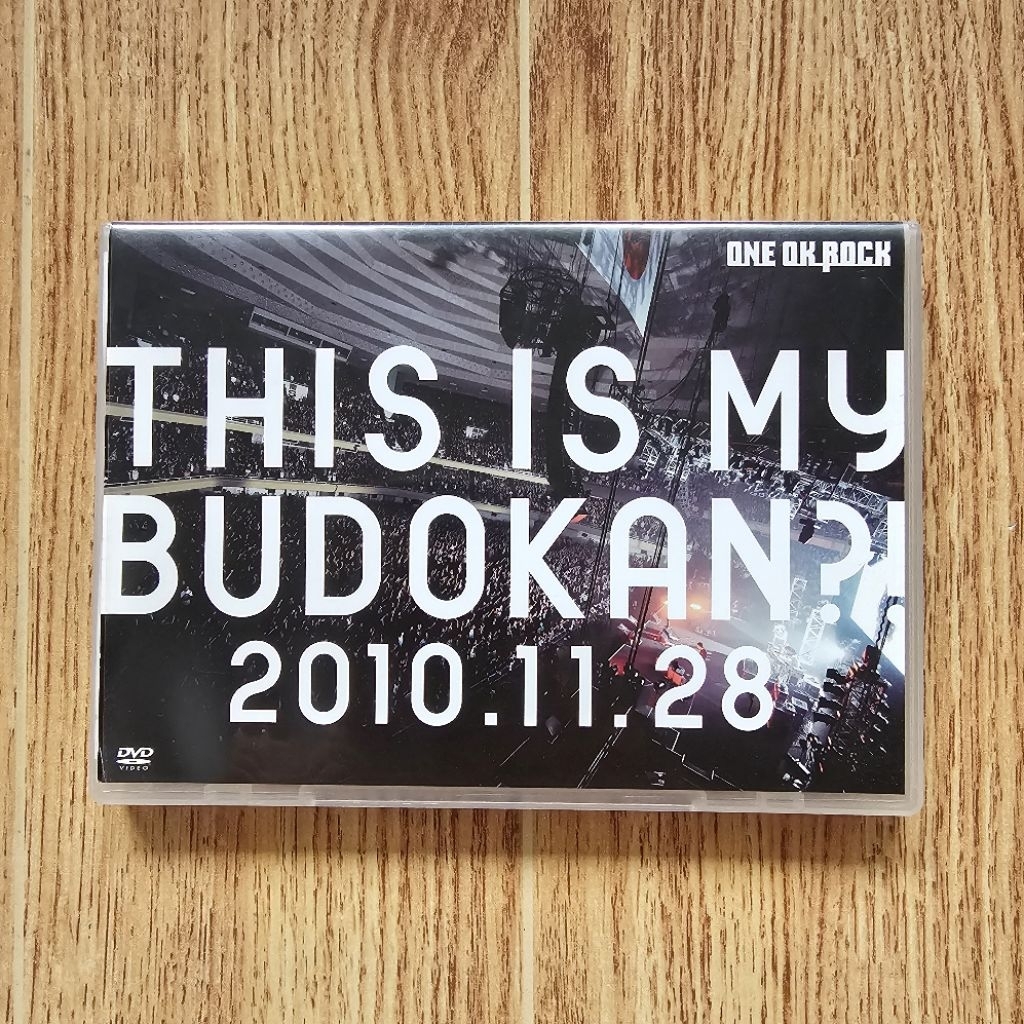 ONE OK ROCK
THIS IS MY
BUDOKAN?!
2010.11.28
DVD
VIDEO